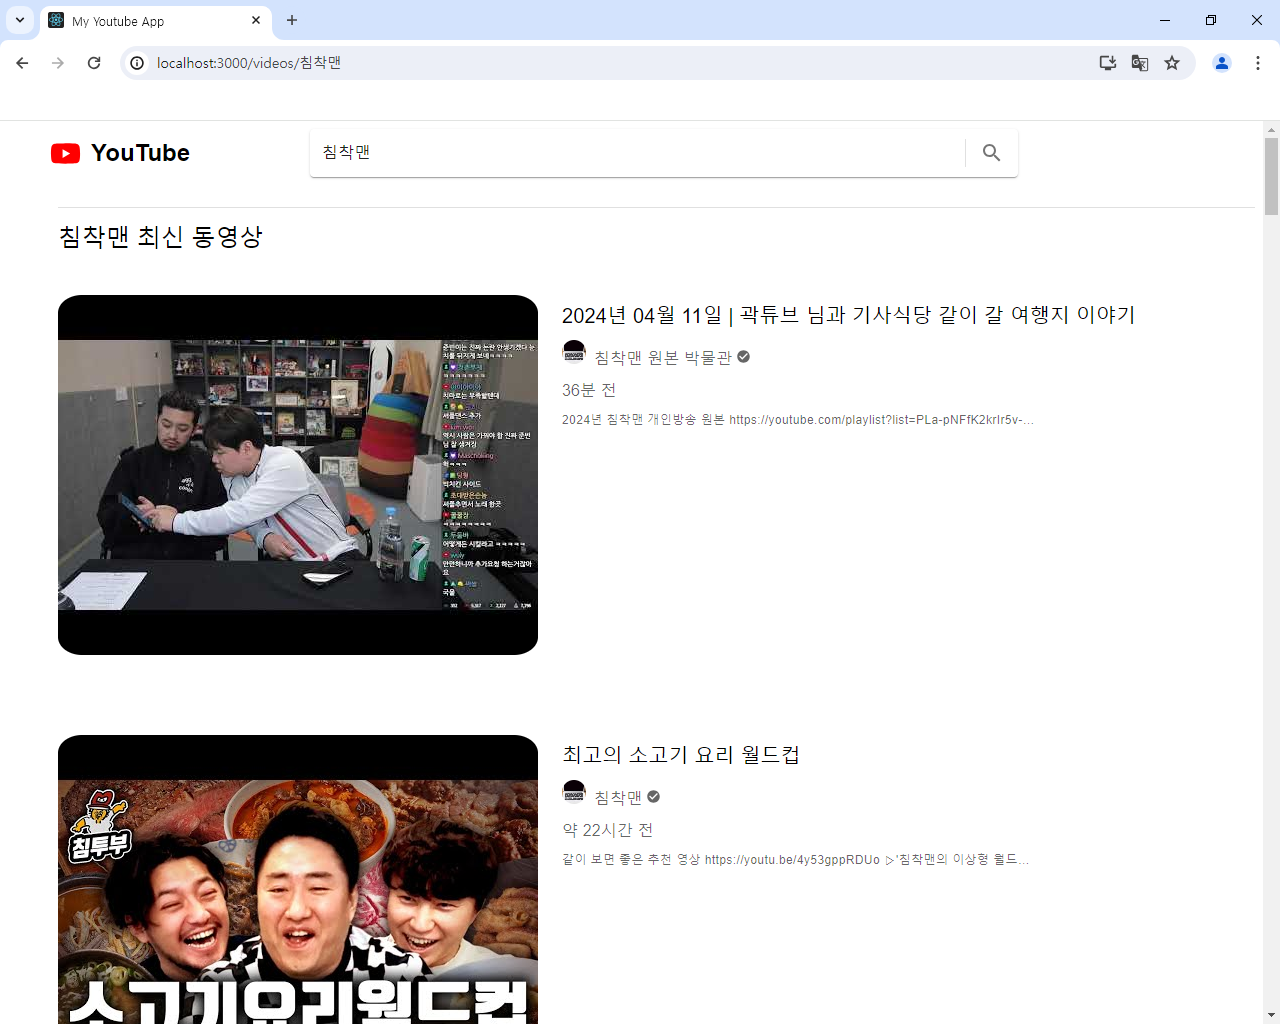 My Youtube App
localhost:3000/videos/침착맨
YouTube
침착맨
침착맨 최신 동영상
2024년 04월 11일 | 곽튜브 님과 기사식당 같이 갈 여행지 이야기
침착맨 원본 박물관
36분 전
2024년 침착맨 개인방송 원본 https://youtube.com/playlist?list=PLa-pNFfK2krIr5v-...
최고의 소고기 요리 월드컵
침착맨
약 22시간 전
같이 보면 좋은 추천 영상 https://youtu.be/4y53gppRDUo ▷'침착맨의 이상형 월드...
침투부
소고기요리월드컵